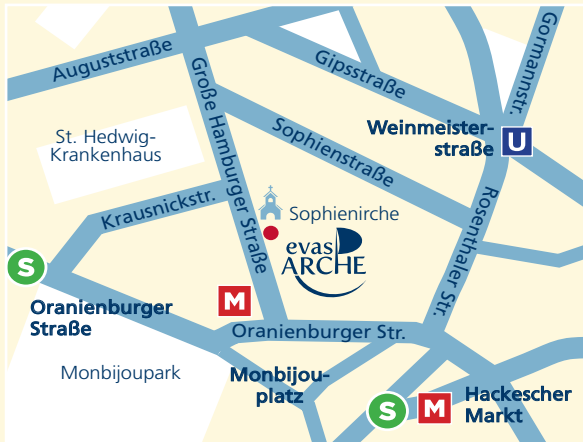 Auguststraße
Gipsstraße
Gormannstr.
Große Hamburger Straße
Sophienstraße
Weinmeister-
straße
U
St. Hedwig-
Krankenhaus
Krausnickstr.
Sophienirche
Rosenthaler Str.
evas
ARCHE
S
Oranienburger
Straße
M
Oranienburger Str.
Monbijoupark
Monbijou-
platz
S
M
Hackescher
Markt